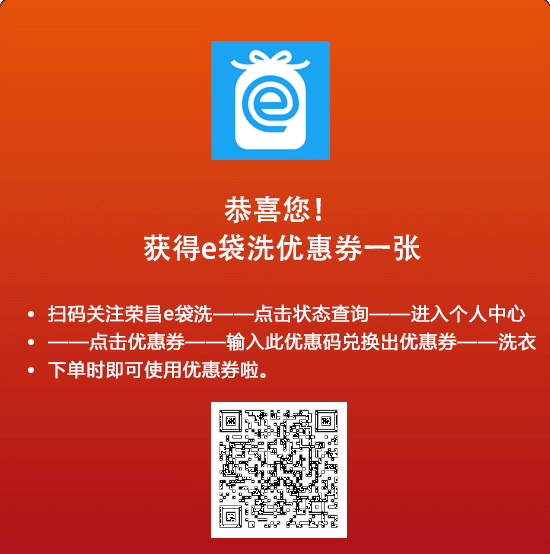 e
恭喜您!
获得e袋洗优惠券一张
• 扫码关注荣昌e袋洗——点击状态查询——进入个人中心
• ——点击优惠券——输入此优惠码兑换出优惠券——洗衣
• 下单时即可使用优惠券啦。